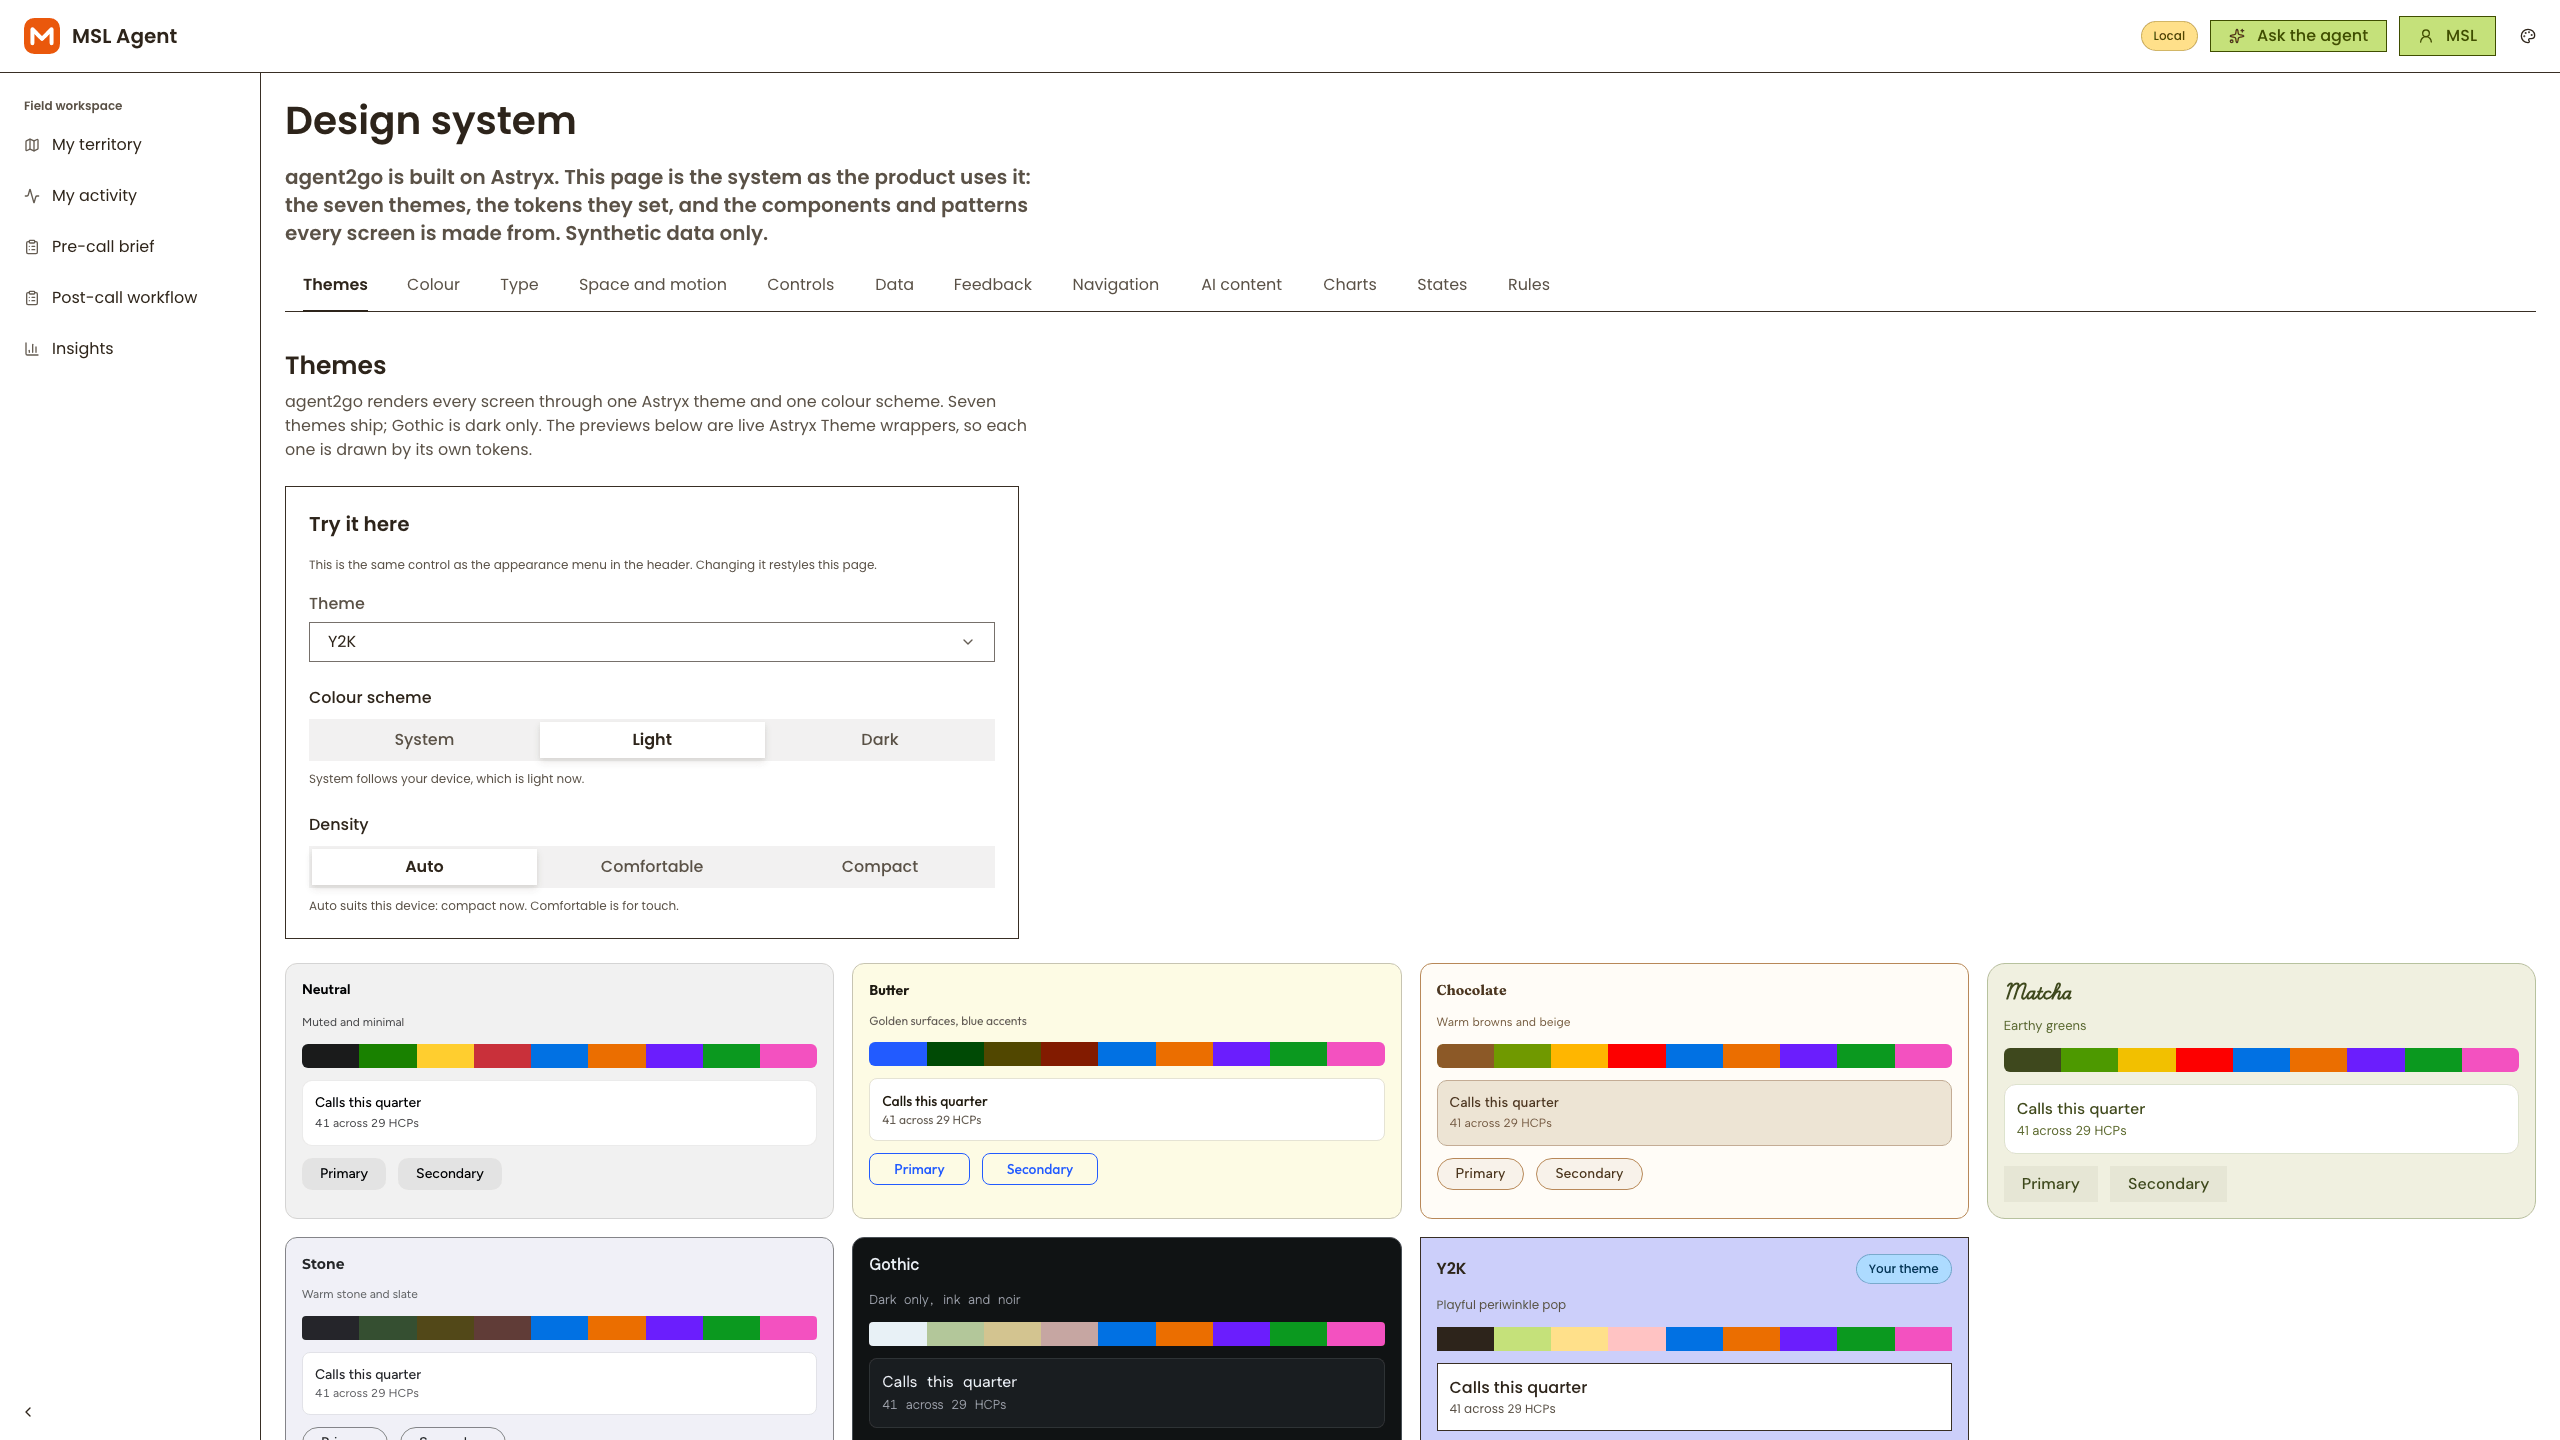 MSL Agent
Local
Ask the agent
MSL
Field workspace
My territory
My activity
Pre-call brief
Post-call workflow
Insights
Design system
agent2go is built on Astryx. This page is the system as the product uses it:
the seven themes, the tokens they set, and the components and patterns
every screen is made from. Synthetic data only.
Themes
Colour
Type
Space and motion
Controls
Data
Feedback
Navigation
AI content
Charts
States
Rules
Themes
agent2go renders every screen through one Astryx theme and one colour scheme. Seven
themes ship; Gothic is dark only. The previews below are live Astryx Theme wrappers, so each
one is drawn by its own tokens.
Try it here
This is the same control as the appearance menu in the header. Changing it restyles this page.
Theme
Y2K
Colour scheme
System
Light
Dark
System follows your device, which is light now.
Density
Auto
Comfortable
Compact
Auto suits this device: compact now. Comfortable is for touch.
Neutral
Muted and minimal
Calls this quarter
41 across 29 HCPs
Primary
Secondary
Butter
Golden surfaces, blue accents
Calls this quarter
41 across 29 HCPs
Primary
Secondary
Chocolate
Warm browns and beige
Calls this quarter
41 across 29 HCPs
Primary
Secondary
Matcha
Earthy greens
Calls this quarter
41 across 29 HCPs
Primary
Secondary
Stone
Warm stone and slate
Calls this quarter
41 across 29 HCPs
Gothic
Dark only, ink and noir
Calls this quarter
41 across 29 HCPs
Y2K
Your theme
Playful periwinkle pop
Calls this quarter
41 across 29 HCPs